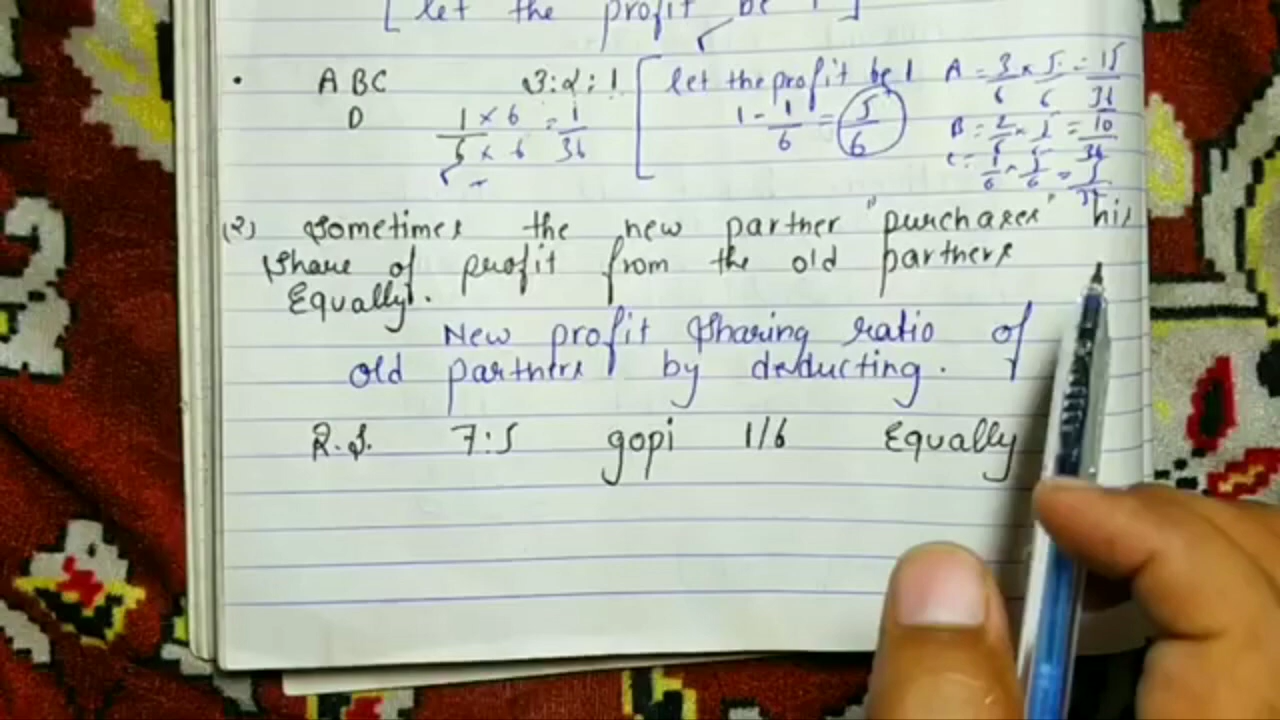 [let the profit be 1]
• A B C 3:2:1 [let the profit be 1 A = 3/6 × 5/6 = 15/36
D 1/6 × 6/6 = 1/36 1 - 1/6 = 5/6 B = 2/6 × 5/6 = 10/36
C = 1/6 × 5/6 = 5/36
(2) Sometimes the new partner "purchases" his
Share of profit from the old partners
Equally.
New profit Sharing ratio of
old partners by deducting.
R.S. 7:5 gopi 1/6 Equally